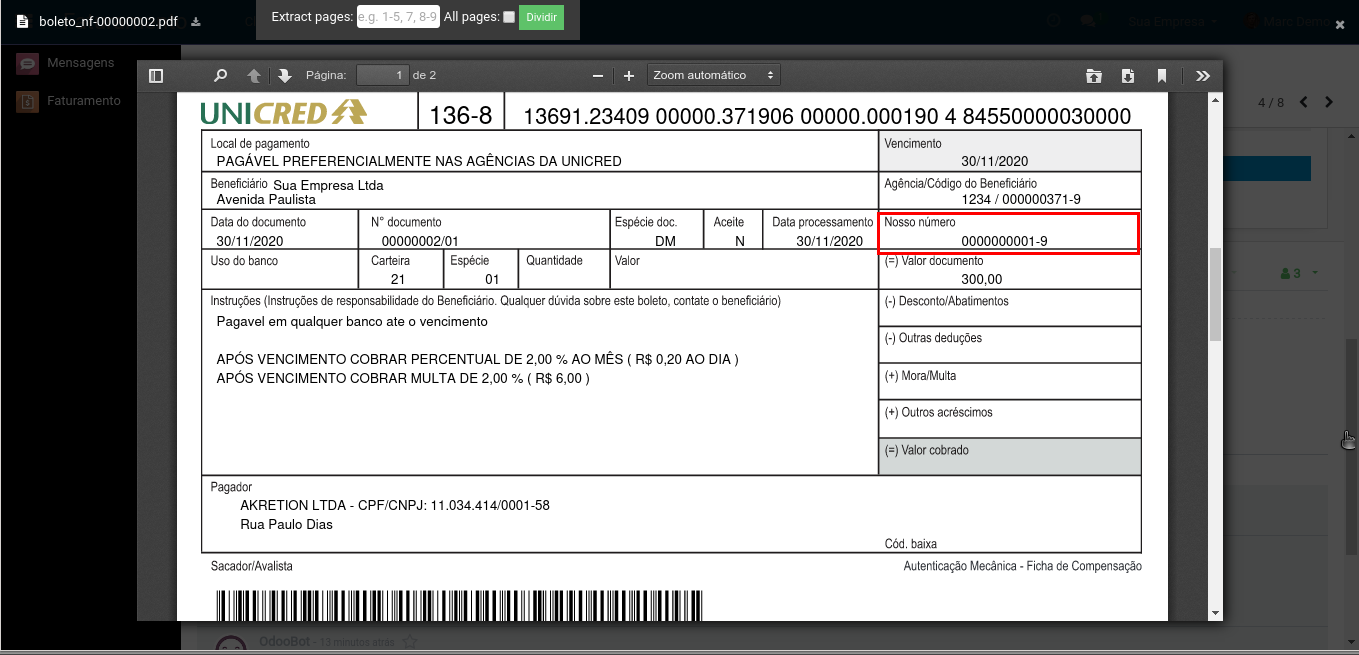 boleto_nf-00000002.pdf
Extract pages: e.g. 1-5, 7, 8-9 All pages: Dividir
Sua Empresa
Marc Demo
Mensagens
Faturamento
Página: 1 de 2
Zoom automático
4 / 8
3
UNICRED 136-8 13691.23409 00000.371906 00000.000190 4 84550000030000
Local de pagamento
PAGÁVEL PREFERENCIALMENTE NAS AGÊNCIAS DA UNICRED
Vencimento
30/11/2020
Beneficiário Sua Empresa Ltda
Avenida Paulista
Agência/Código do Beneficiário
1234 / 000000371-9
Data do documento
30/11/2020
N° documento
00000002/01
Espécie doc.
DM
Aceite
N
Data processamento
30/11/2020
Nosso número
0000000001-9
Uso do banco
Carteira
21
Espécie
01
Quantidade
Valor
(=) Valor documento
300,00
Instruções (Instruções de responsabilidade do Beneficiário. Qualquer dúvida sobre este boleto, contate o beneficiário)
Pagavel em qualquer banco ate o vencimento
APÓS VENCIMENTO COBRAR PERCENTUAL DE 2,00 % AO MÊS ( R$ 0,20 AO DIA )
APÓS VENCIMENTO COBRAR MULTA DE 2,00 % ( R$ 6,00 )
(-) Desconto/Abatimentos
(-) Outras deduções
(+) Mora/Multa
(+) Outros acréscimos
(=) Valor cobrado
Pagador
AKRETION LTDA - CPF/CNPJ: 11.034.414/0001-58
Rua Paulo Dias
Cód. baixa
Sacador/Avalista
Autenticação Mecânica - Ficha de Compensação
OdooBot - 13 minutos atrás